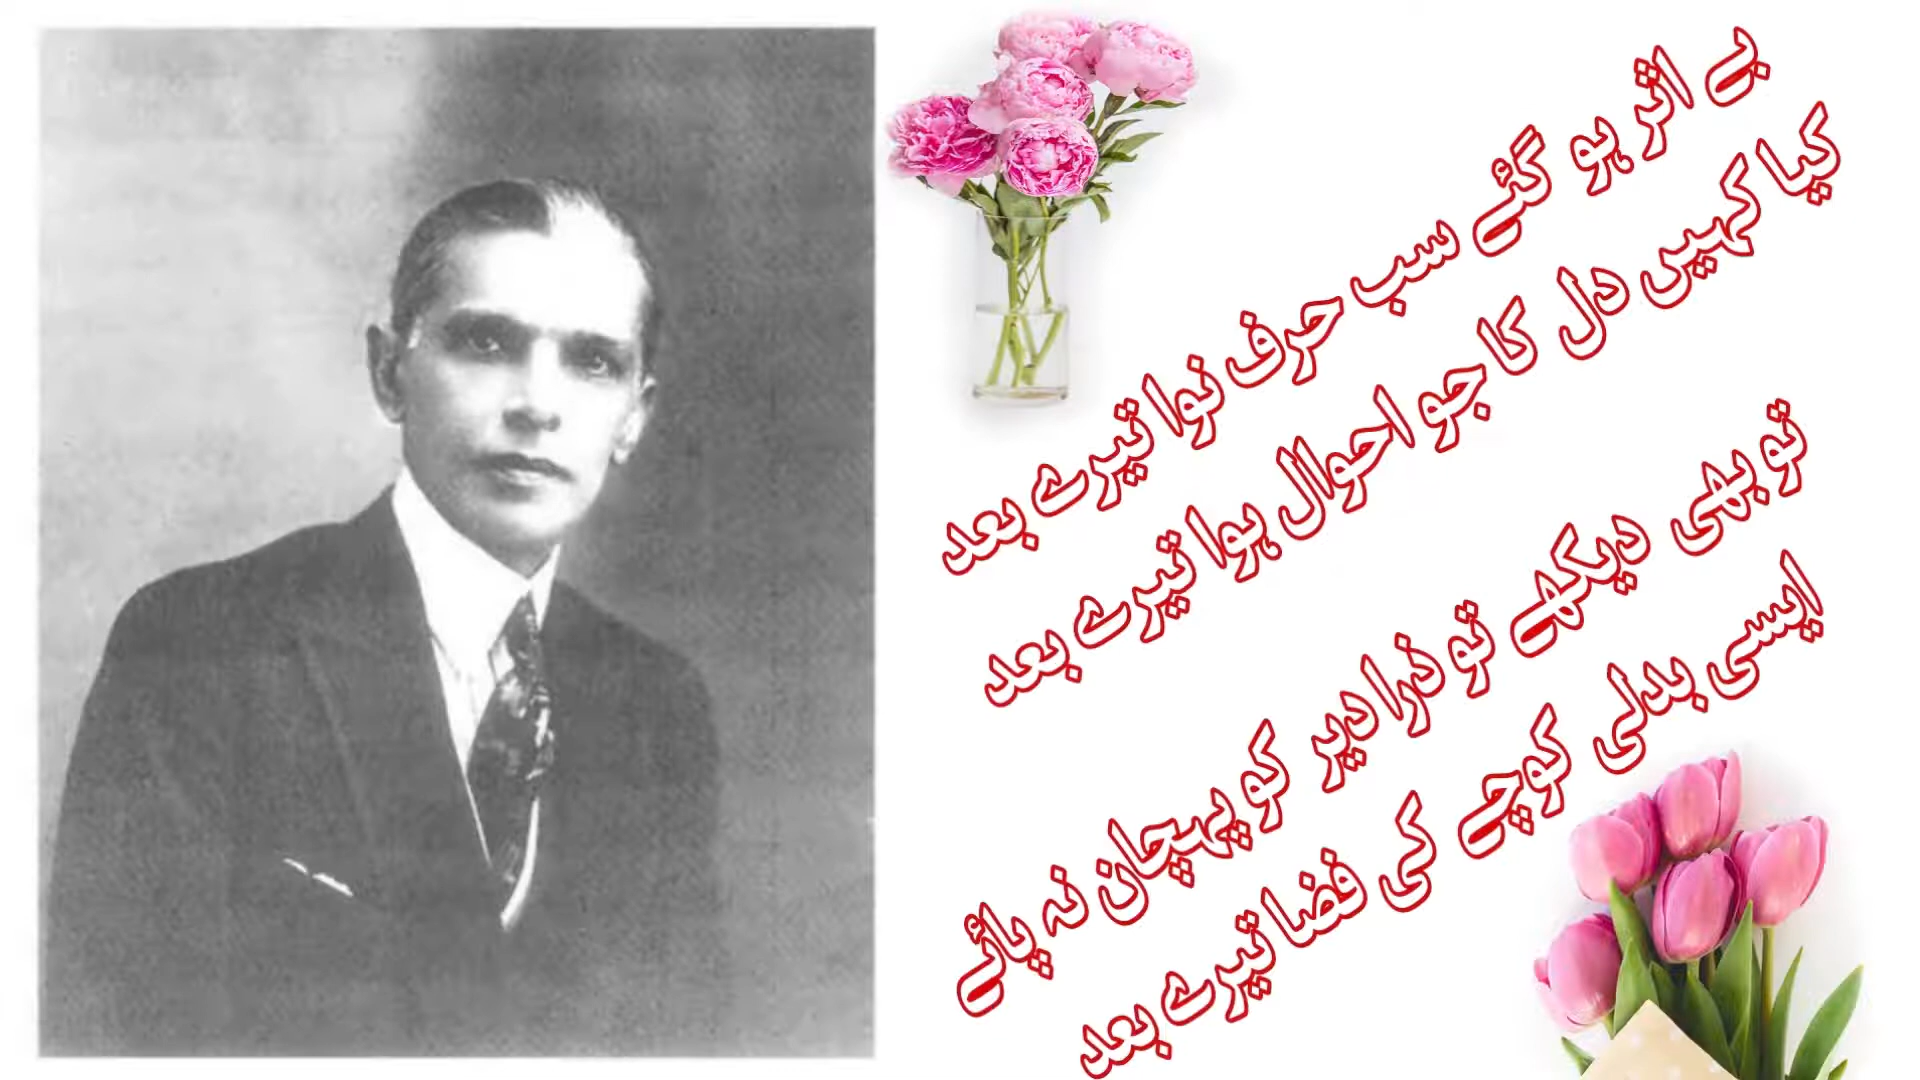 بے اثر ہو گئے سب حرف نوا تیرے بعد
کیا کہیں دل کا جو احوال ہوا تیرے بعد
تو بھی دیکھے تو ذرا دیر کو پہچان نہ پائے
ایسی بدلی کوچے کی فضا تیرے بعد